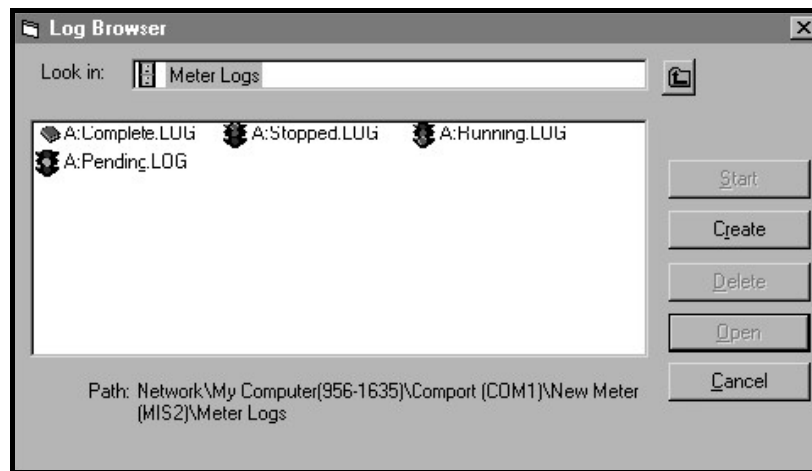 Log Browser
Look in: Meter Logs
A:Complete.LOG A:Stopped.LOG A:Running.LOG
A:Pending.LOG
Start
Create
Delete
Open
Cancel
Path: Network\My Computer(956-1635)\Comport (COM1)\New Meter
(MIS2)\Meter Logs